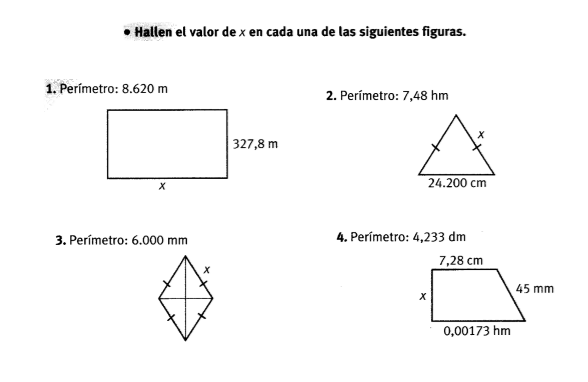 • Hallen el valor de x en cada una de las siguientes figuras.
1. Perímetro: 8.620 m
327,8 m
x
2. Perímetro: 7,48 hm
x
24.200 cm
3. Perímetro: 6.000 mm
x
4. Perímetro: 4,233 dm
7,28 cm
x
45 mm
0,00173 hm